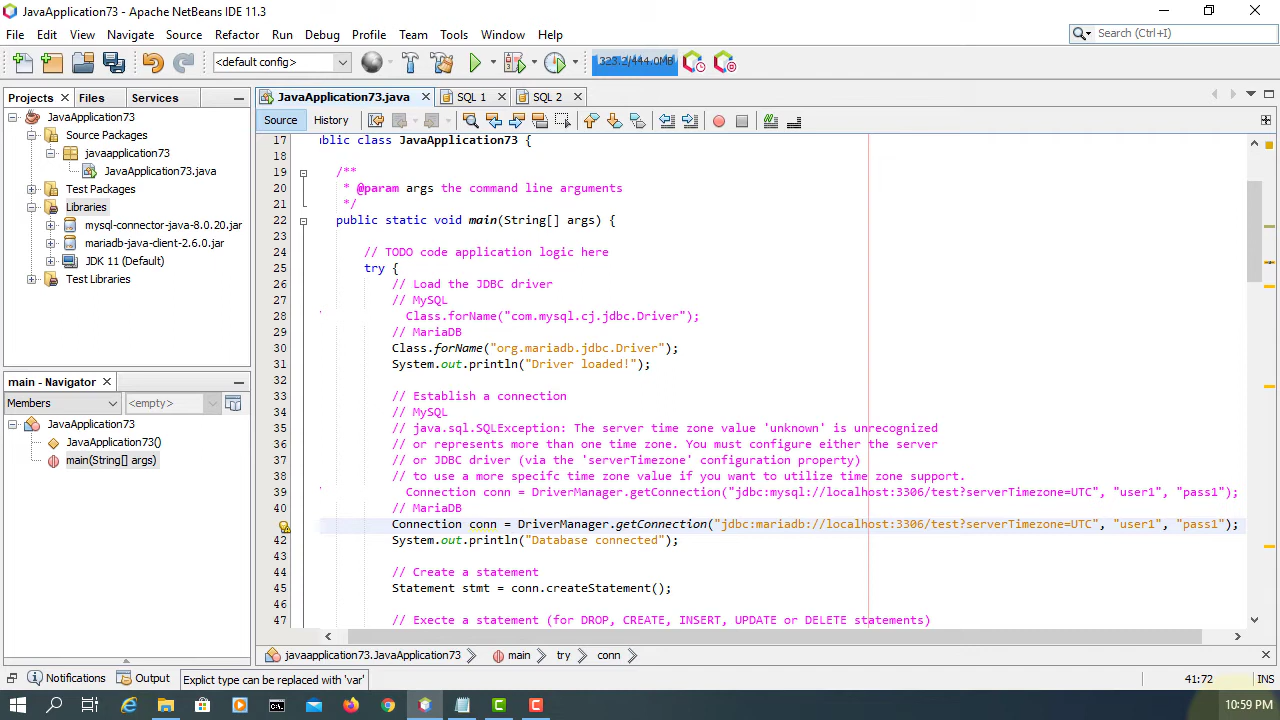 JavaApplication73 - Apache NetBeans IDE 11.3
File Edit View Navigate Source Refactor Run Debug Profile Team Tools Window Help
Search (Ctrl+I)
<default config>
323.2/444.0MB
Projects Files Services
JavaApplication73.java SQL 1 SQL 2
Source History
JavaApplication73
Source Packages
javaapplication73
JavaApplication73.java
Test Packages
Libraries
mysql-connector-java-8.0.20.jar
mariadb-java-client-2.6.0.jar
JDK 11 (Default)
Test Libraries
main - Navigator
Members <empty>
JavaApplication73
JavaApplication73()
main(String[] args)
17 ublic class JavaApplication73 {
18
19 /**
20 * @param args the command line arguments
21 */
22 public static void main(String[] args) {
23
24 // TODO code application logic here
25 try {
26 // Load the JDBC driver
27 // MySQL
28 Class.forName("com.mysql.cj.jdbc.Driver");
29 // MariaDB
30 Class.forName("org.mariadb.jdbc.Driver");
31 System.out.println("Driver loaded!");
32
33 // Establish a connection
34 // MySQL
35 // java.sql.SQLException: The server time zone value 'unknown' is unrecognized
36 // or represents more than one time zone. You must configure either the server
37 // or JDBC driver (via the 'serverTimezone' configuration property)
38 // to use a more specifc time zone value if you want to utilize time zone support.
39 Connection conn = DriverManager.getConnection("jdbc:mysql://localhost:3306/test?serverTimezone=UTC", "user1", "pass1");
40 // MariaDB
Connection conn = DriverManager.getConnection("jdbc:mariadb://localhost:3306/test?serverTimezone=UTC", "user1", "pass1");
42 System.out.println("Database connected");
43
44 // Create a statement
45 Statement stmt = conn.createStatement();
46
47 // Execte a statement (for DROP, CREATE, INSERT, UPDATE or DELETE statements)
javaapplication73.JavaApplication73 main try conn
Notifications Output Explict type can be replaced with 'var' 41:72 INS
10:59 PM